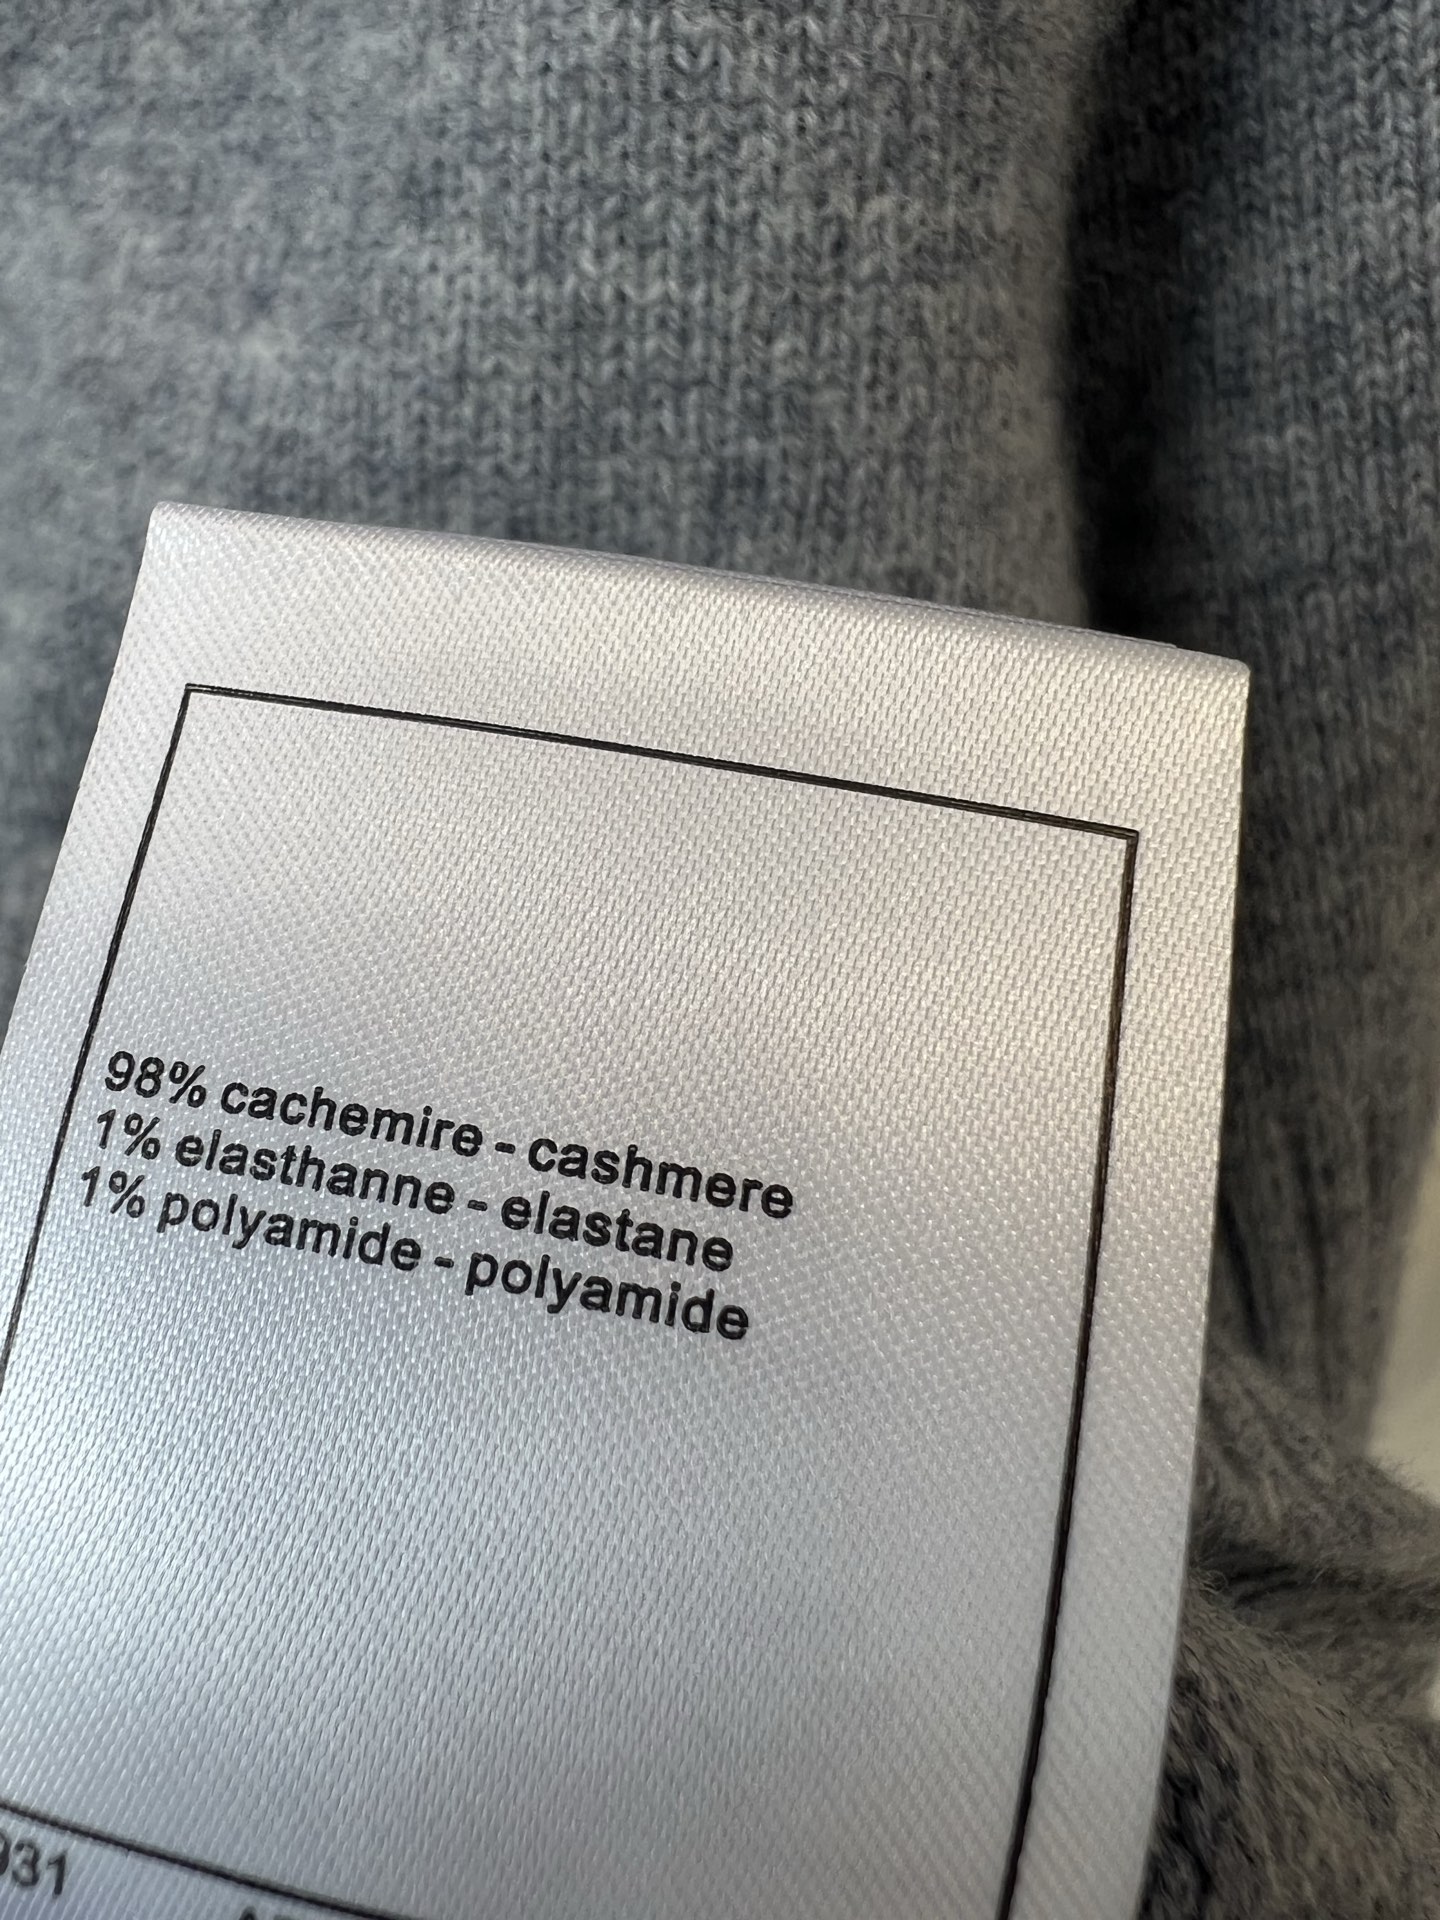 98% cachemire - cashmere
1% elasthanne - elastane
1% polyamide - polyamide